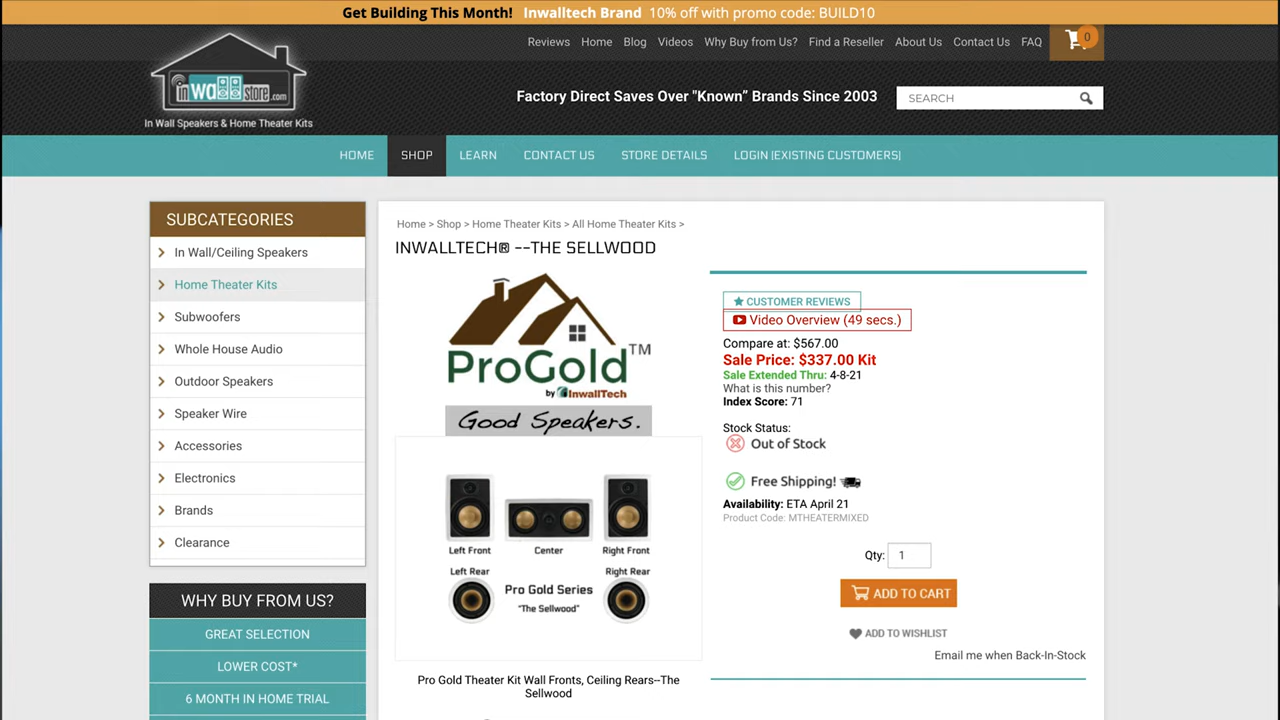 Get Building This Month! Inwalltech Brand 10% off with promo code: BUILD10
Reviews Home Blog Videos Why Buy from Us? Find a Reseller About Us Contact Us FAQ 0
inwallstore.com
In Wall Speakers & Home Theater Kits
Factory Direct Saves Over "Known” Brands Since 2003
SEARCH
HOME SHOP LEARN CONTACT US STORE DETAILS LOGIN (EXISTING CUSTOMERS)
SUBCATEGORIES
In Wall/Ceiling Speakers
Home Theater Kits
Subwoofers
Whole House Audio
Outdoor Speakers
Speaker Wire
Accessories
Electronics
Brands
Clearance
WHY BUY FROM US?
GREAT SELECTION
LOWER COST*
6 MONTH IN HOME TRIAL
Home > Shop > Home Theater Kits > All Home Theater Kits >
INWALLTECH® --THE SELLWOOD
ProGold™
by InwallTech
Good Speakers.
Left Front Center Right Front
Left Rear Right Rear
Pro Gold Series
"The Sellwood"
Pro Gold Theater Kit Wall Fronts, Ceiling Rears--The
Sellwood
CUSTOMER REVIEWS
Video Overview (49 secs.)
Compare at: $567.00
Sale Price: $337.00 Kit
Sale Extended Thru: 4-8-21
What is this number?
Index Score: 71
Stock Status:
Out of Stock
Free Shipping!
Availability: ETA April 21
Product Code: MTHEATERMIXED
Qty: 1
ADD TO CART
ADD TO WISHLIST
Email me when Back-In-Stock